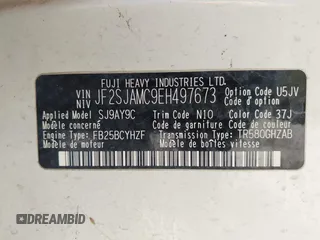 FUJI HEAVY INDUSTRIES LTD.
VIN
NIV JF2SJAMC9EH497673 Option Code U5JV
Code d'option
Applied Model SJ9AY9C Trim Code N10 Color Code 37J
Modèle concerné Code de garniture Code de couleur
Engine Type FB25BCYHZF Transmission Type TR580GHZAB
Modèle de moteur Modèle de boîtes vitesse
DREAMBID